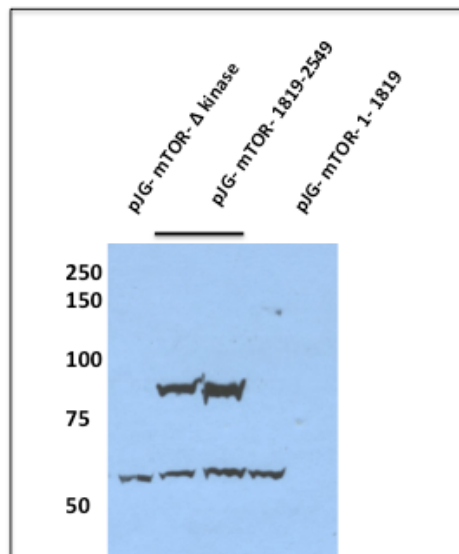 pJG- mTOR- Δ kinase
pJG- mTOR- 1819-2549
pJG- mTOR- 1- 1819
250
150
100
75
50